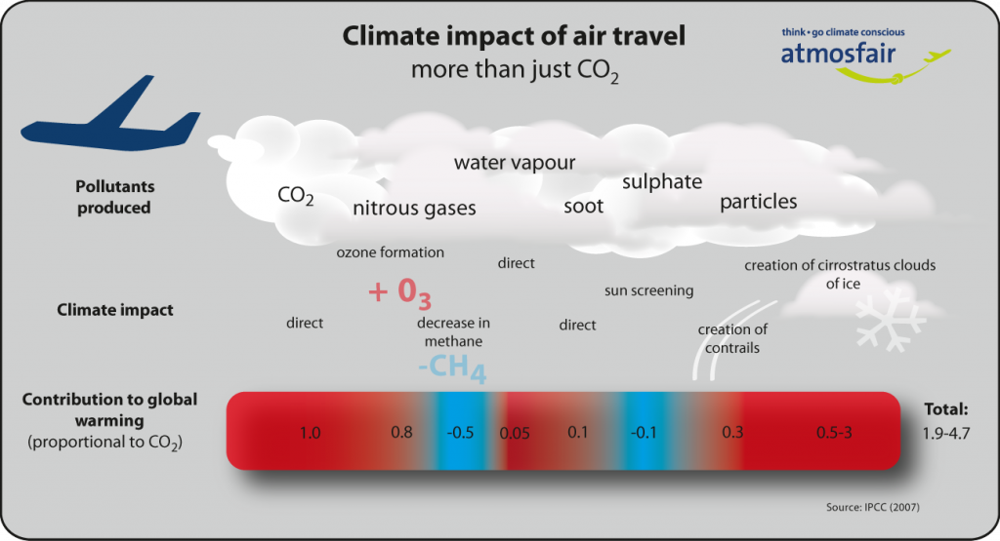 Climate impact of air travel
more than just CO₂
think • go climate conscious
atmosfair
Pollutants
produced
CO₂
nitrous gases
water vapour
soot
sulphate
particles
Climate impact
direct
ozone formation
+ 0₃
decrease in
methane
-CH₄
direct
direct
sun screening
creation of
contrails
creation of cirrostratus clouds
of ice
Contribution to global
warming
(proportional to CO₂)
1.0
0.8
-0.5
0.05
0.1
-0.1
0.3
0.5-3
Total:
1.9-4.7
Source: IPCC (2007)